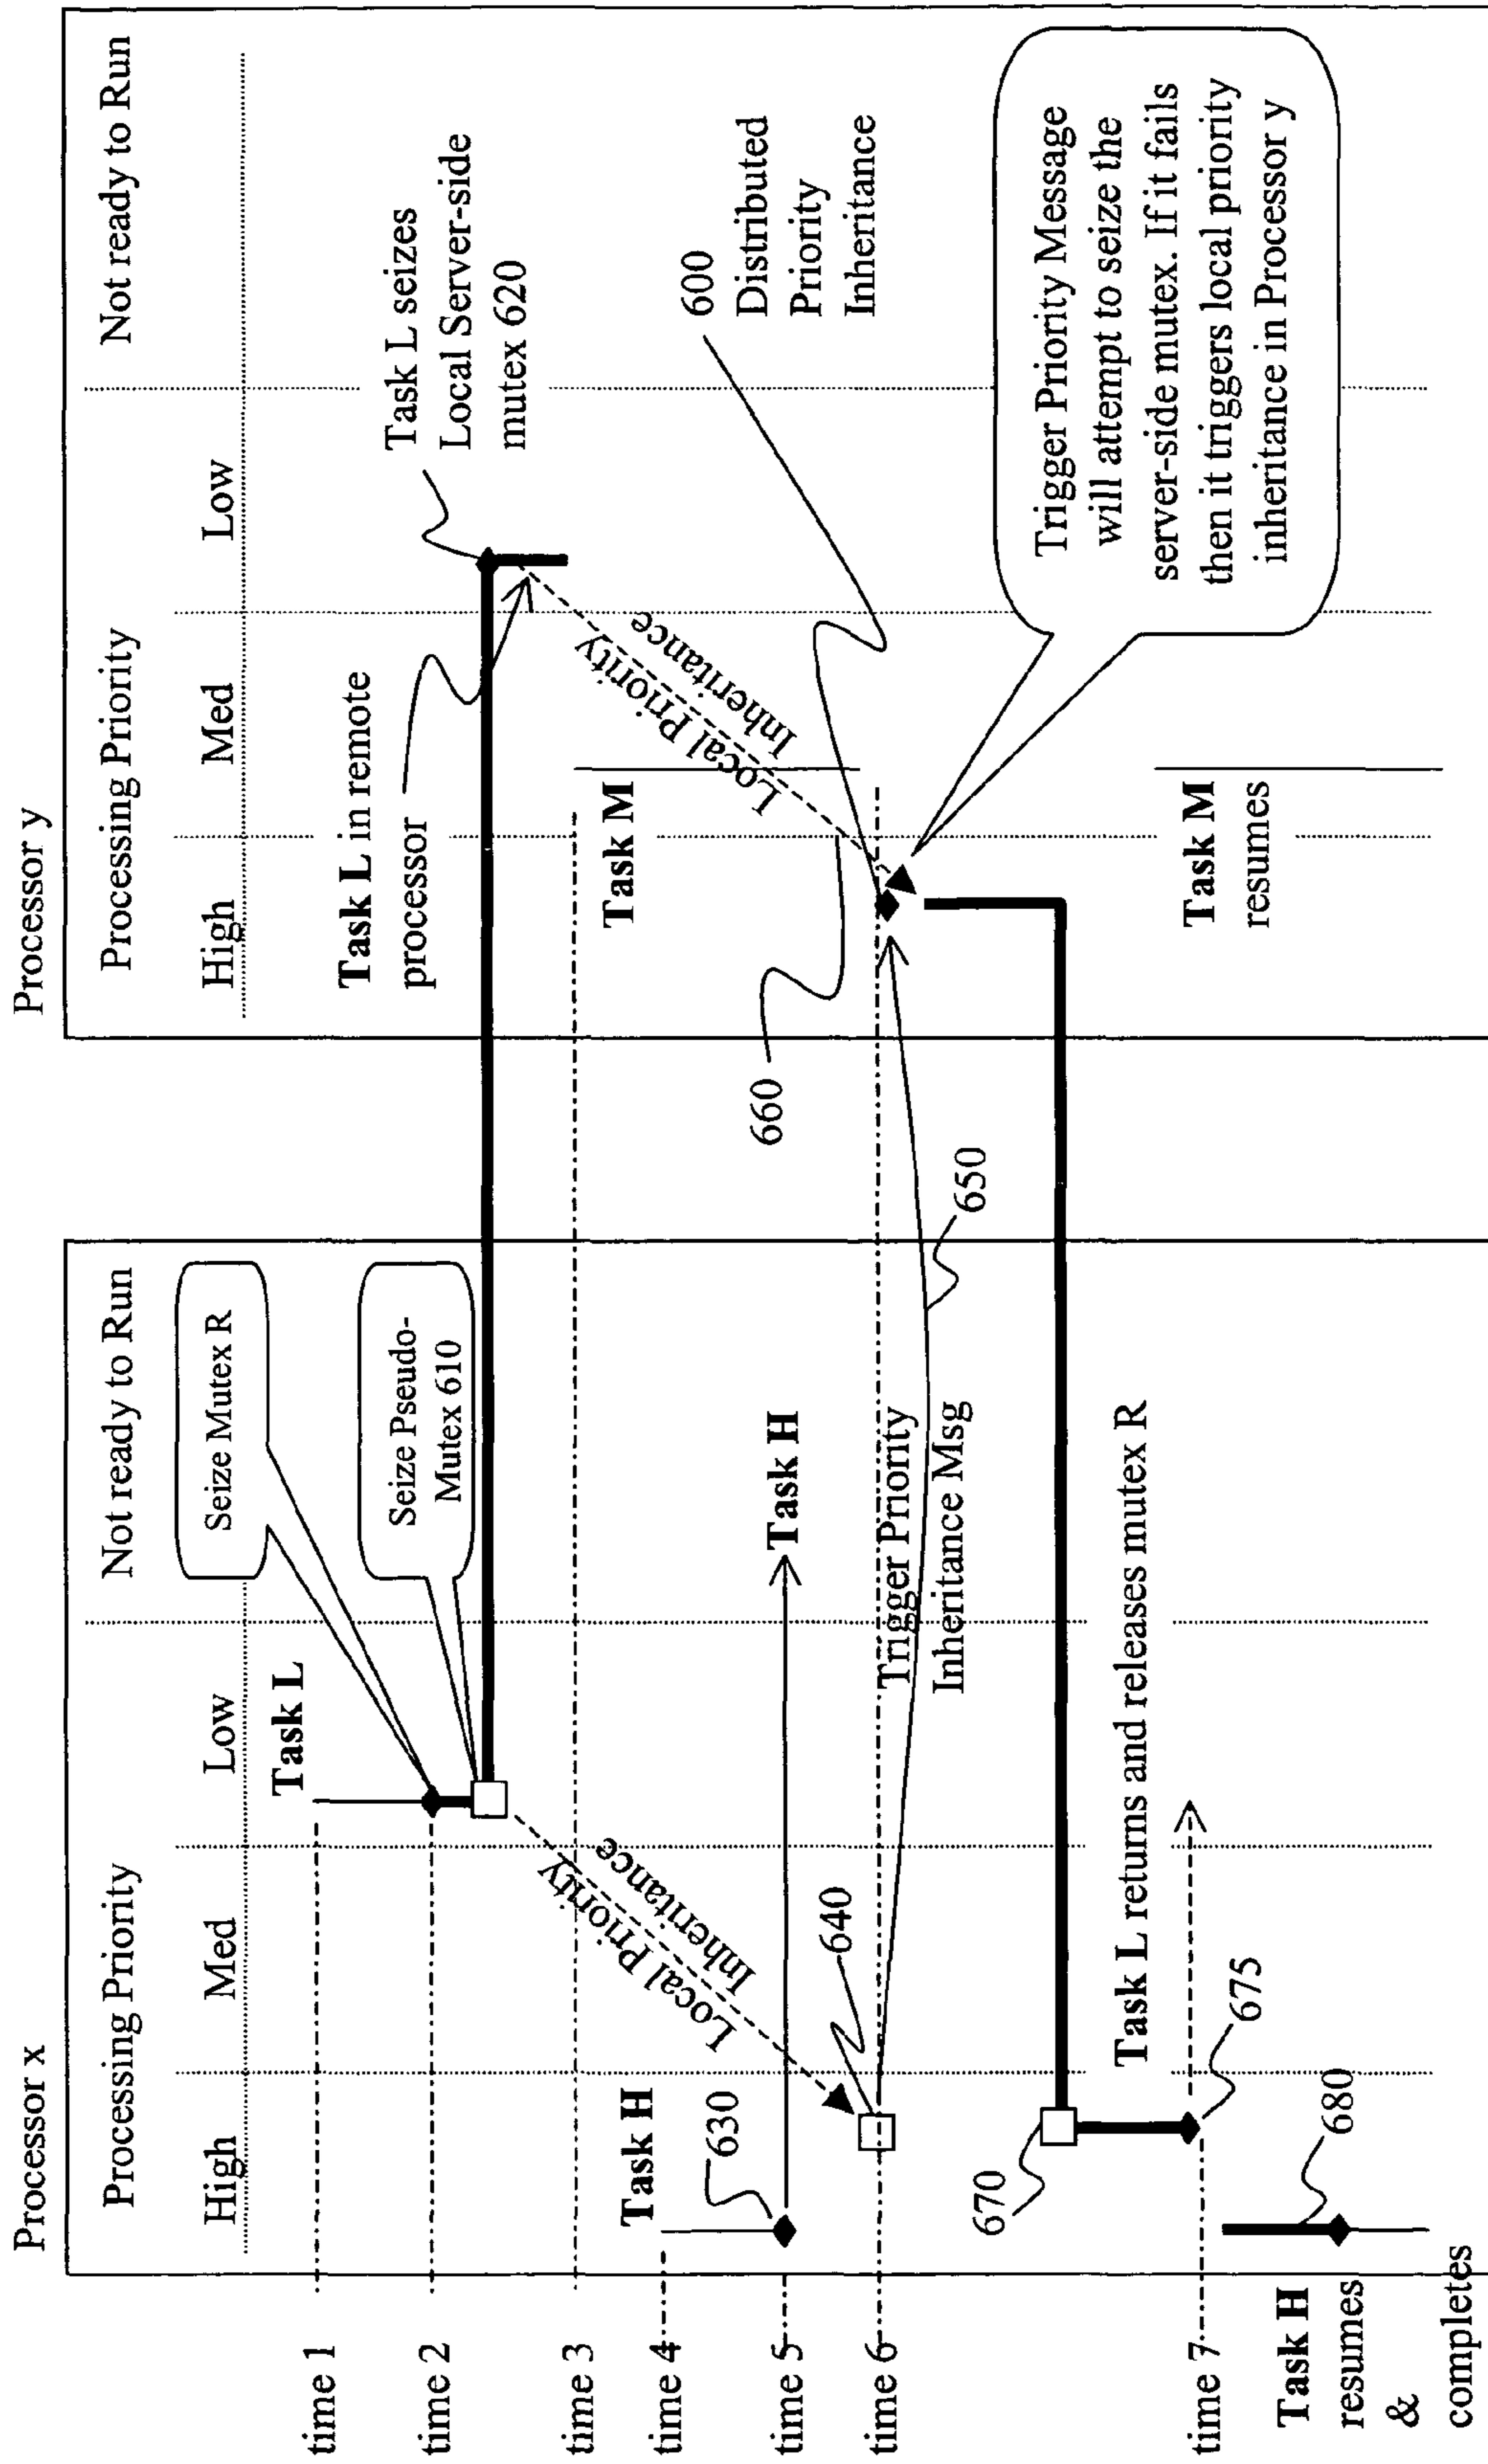 Processor x
Processor y
Processing Priority
Not ready to Run
High
Med
Low
Processing Priority
Not ready to Run
High
Med
Low
time 1
time 2
time 3
time 4
time 5
time 6
time 7
Task L
Seize Mutex R
Seize Pseudo-
Mutex 610
Task L in remote
processor
Task L seizes
Local Server-side
mutex 620
Local Priority
Inheritance
Local Priority
Inheritance
Task M
Task H
630
Task H
640
Trigger Priority
Inheritance Msg
650
660
600
Distributed
Priority
Inheritance
Trigger Priority Message
will attempt to seize the
server-side mutex. If it fails
then it triggers local priority
inheritance in Processor y
670
Task L returns and releases mutex R
675
680
Task M
resumes
Task H
resumes
&
completes